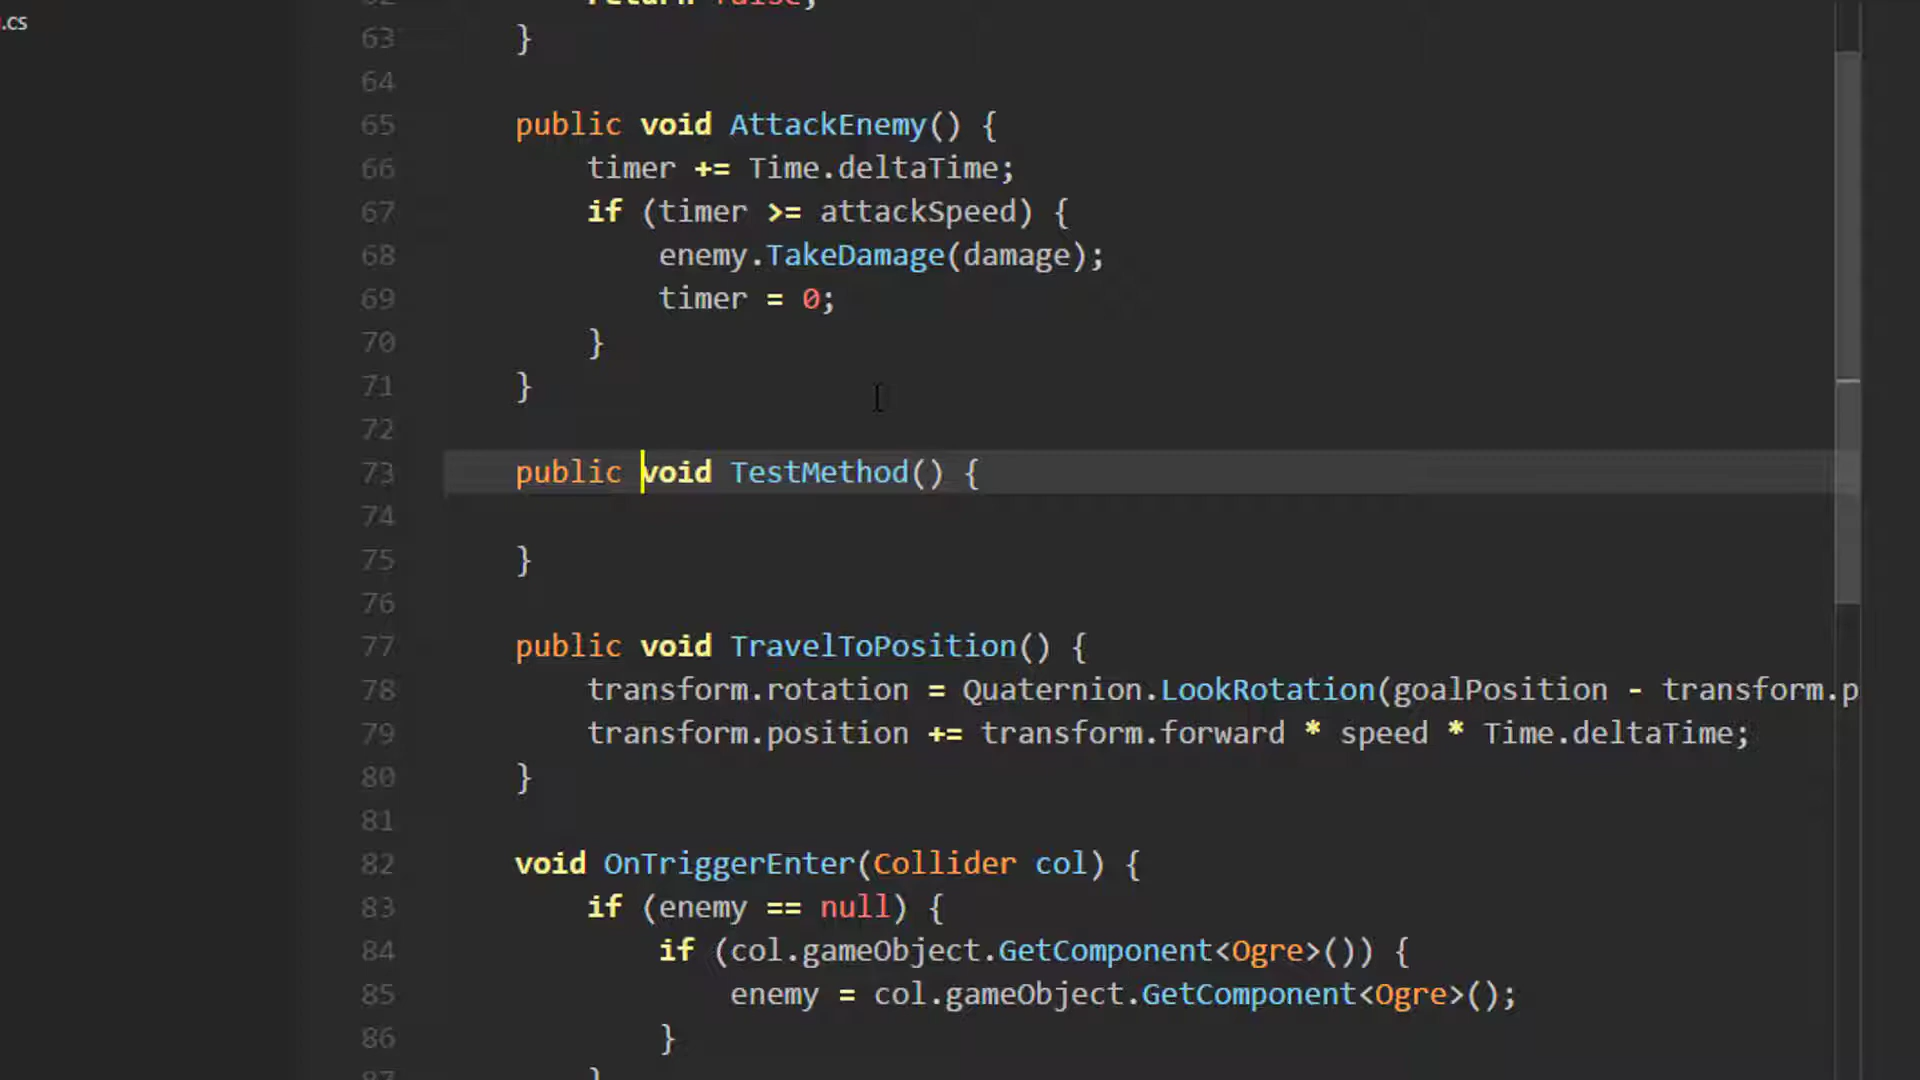 .cs
return false;
63 }
64
65 public void AttackEnemy() {
66 timer += Time.deltaTime;
67 if (timer >= attackSpeed) {
68 enemy.TakeDamage(damage);
69 timer = 0;
70 }
71 }
72
73 public void TestMethod() {
74
75 }
76
77 public void TravelToPosition() {
78 transform.rotation = Quaternion.LookRotation(goalPosition - transform.p
79 transform.position += transform.forward * speed * Time.deltaTime;
80 }
81
82 void OnTriggerEnter(Collider col) {
83 if (enemy == null) {
84 if (col.gameObject.GetComponent<Ogre>()) {
85 enemy = col.gameObject.GetComponent<Ogre>();
86 }
87 }